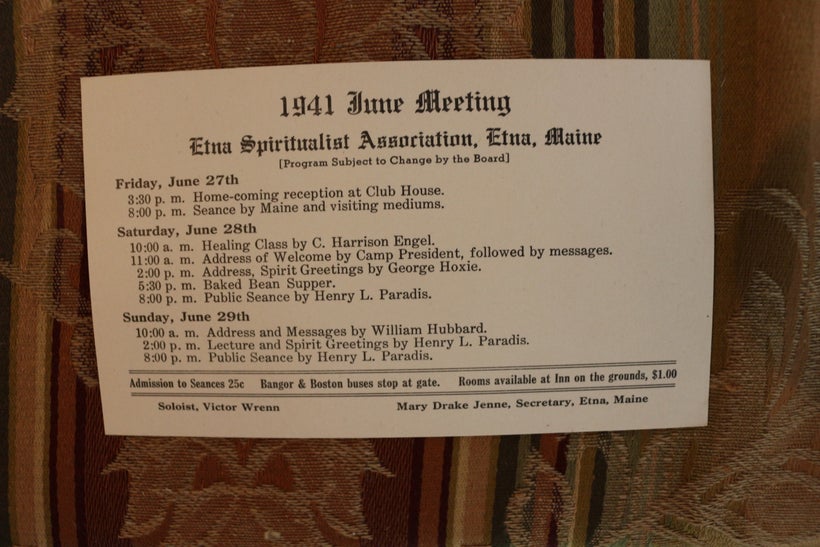 1941 June Meeting
Etna Spiritualist Association, Etna, Maine
[Program Subject to Change by the Board]
Friday, June 27th
3:30 p. m. Home-coming reception at Club House.
8:00 p. m. Seance by Maine and visiting mediums.
Saturday, June 28th
10:00 a. m. Healing Class by C. Harrison Engel.
11:00 a. m. Address of Welcome by Camp President, followed by messages.
2:00 p. m. Address, Spirit Greetings by George Hoxie.
5:30 p. m. Baked Bean Supper.
8:00 p. m. Public Seance by Henry L. Paradis.
Sunday, June 29th
10:00 a. m. Address and Messages by William Hubbard.
2:00 p. m. Lecture and Spirit Greetings by Henry L. Paradis.
8:00 p. m. Public Seance by Henry L. Paradis.
Admission to Seances 25c Bangor & Boston buses stop at gate. Rooms available at Inn on the grounds, $1.00
Soloist, Victor Wrenn Mary Drake Jenne, Secretary, Etna, Maine